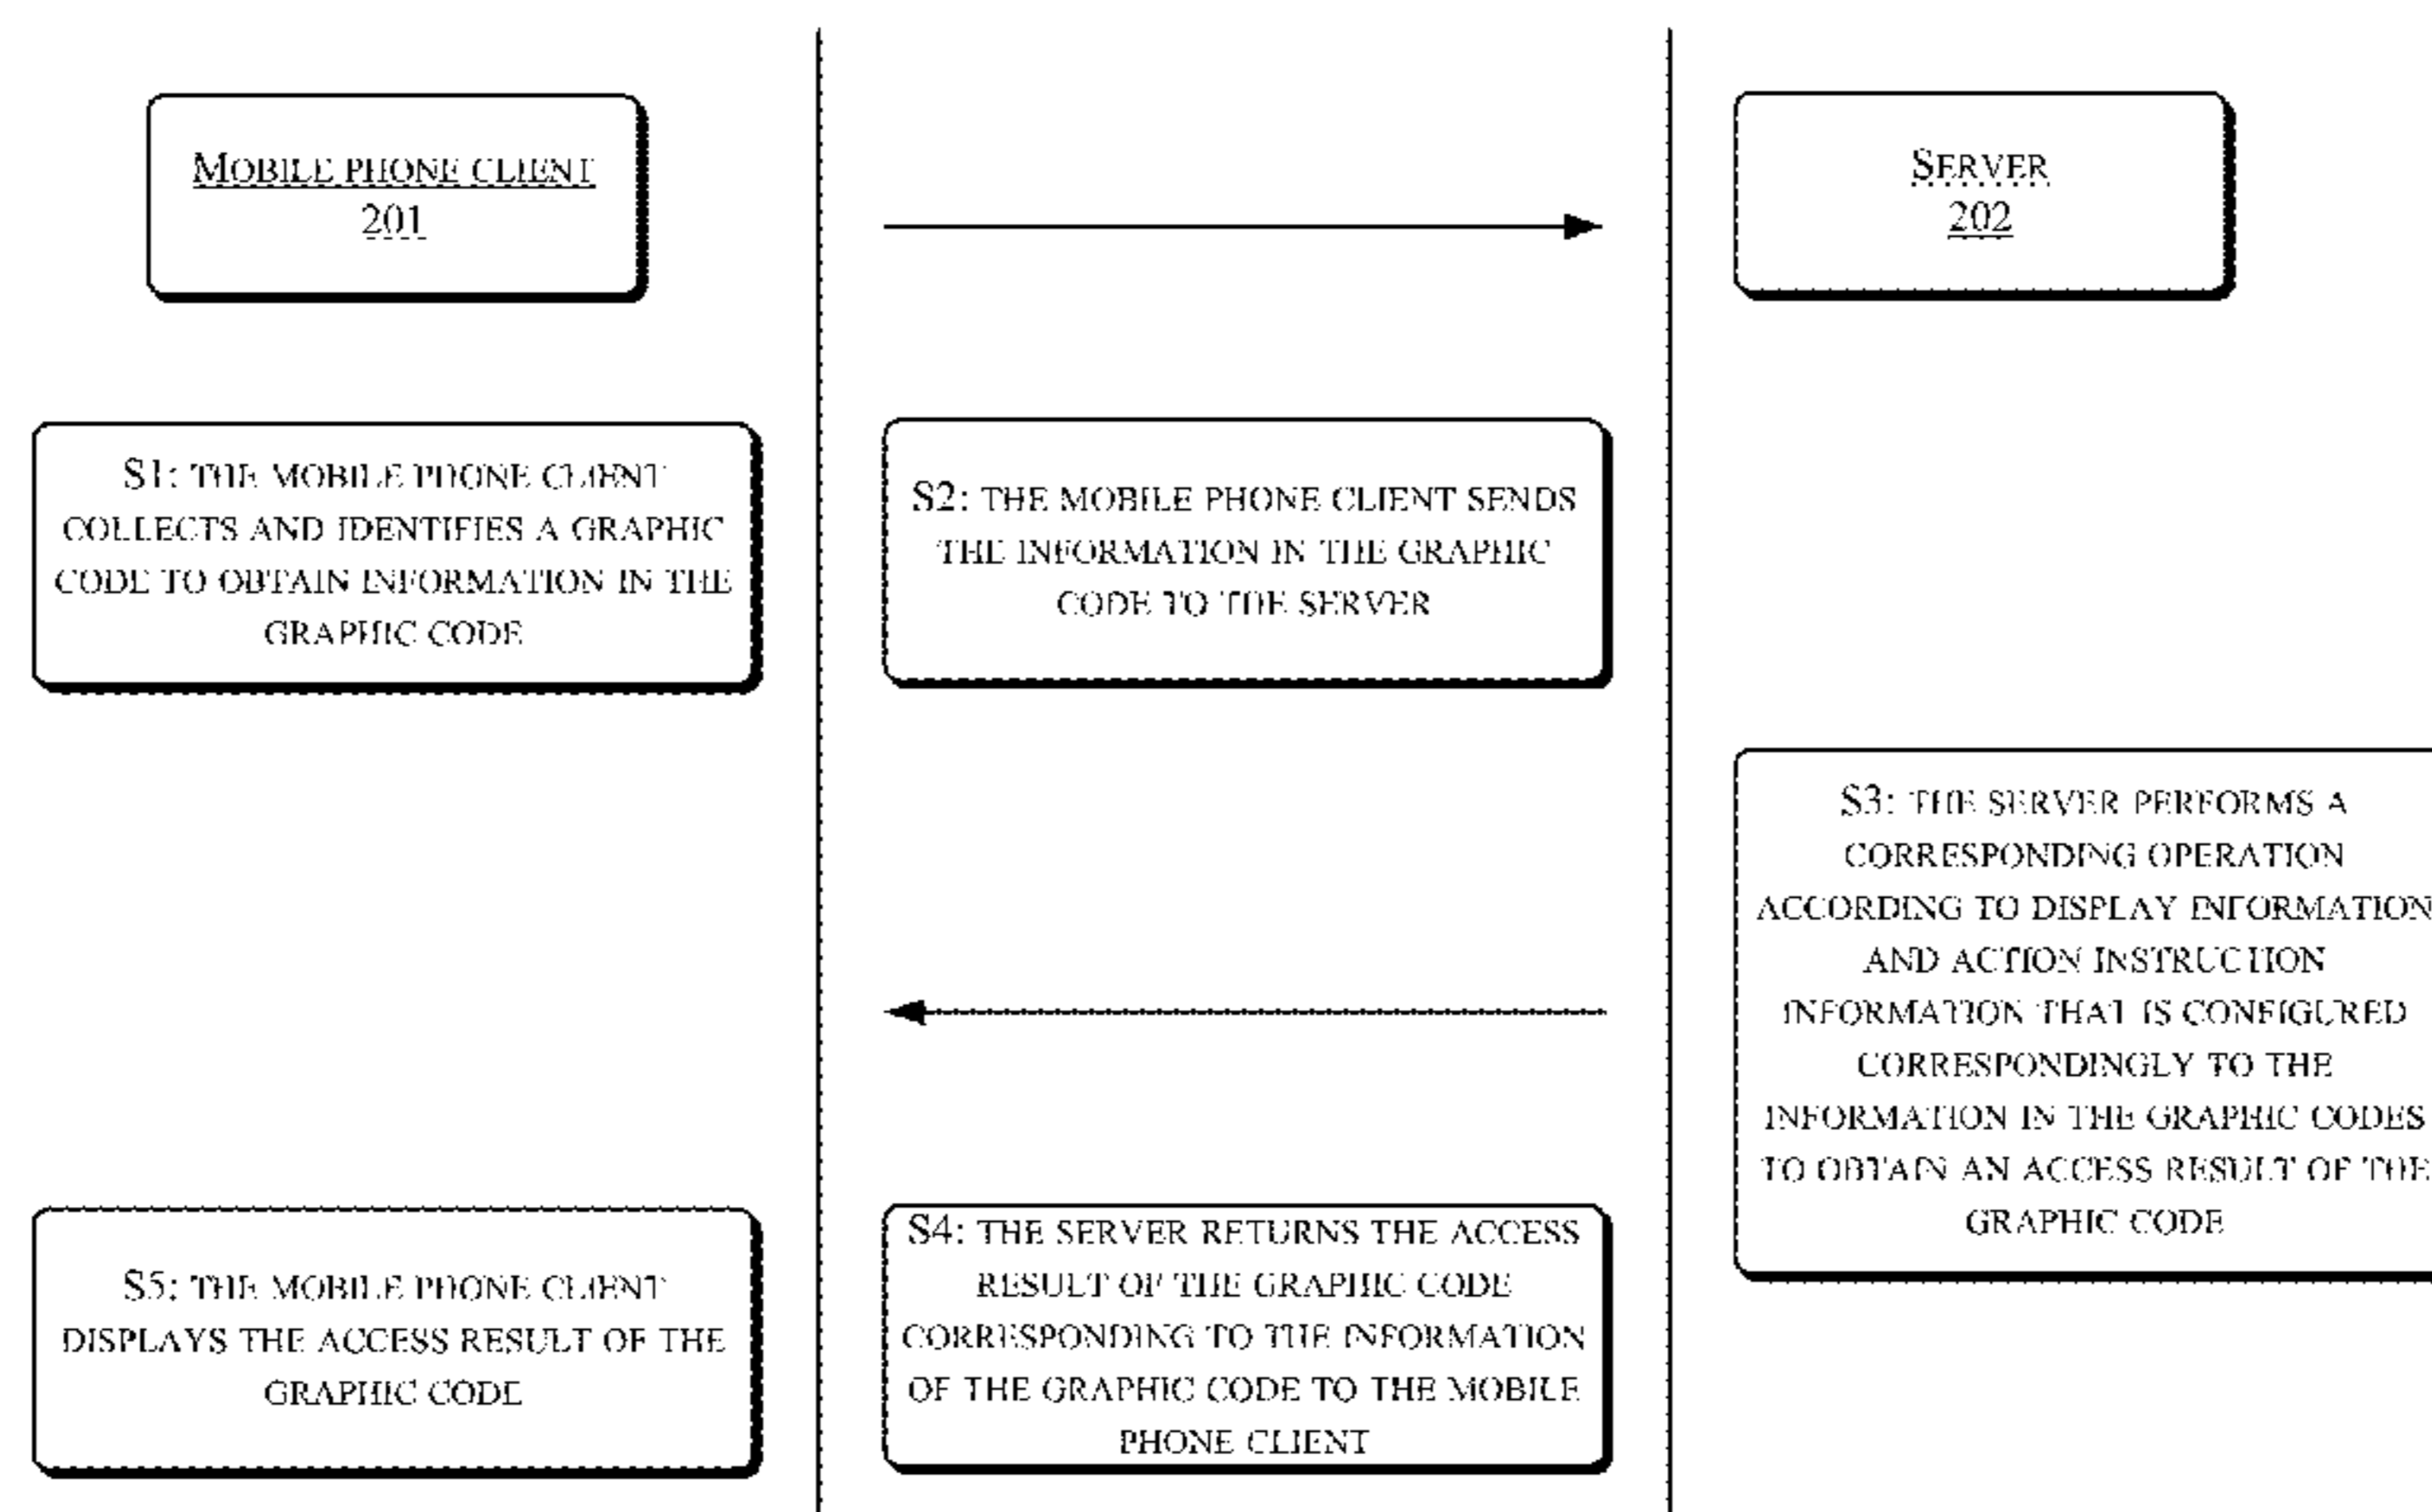 MOBILE PHONE CLIENT
201
SERVER
202
S1: THE MOBILE PHONE CLIENT
COLLECTS AND IDENTIFIES A GRAPHIC
CODE TO OBTAIN INFORMATION IN THE
GRAPHIC CODE
S2: THE MOBILE PHONE CLIENT SENDS
THE INFORMATION IN THE GRAPHIC
CODE TO THE SERVER
S3: THE SERVER PERFORMS A
CORRESPONDING OPERATION
ACCORDING TO DISPLAY INFORMATION
AND ACTION INSTRUCTION
INFORMATION THAT IS CONFIGURED
CORRESPONDINGLY TO THE
INFORMATION IN THE GRAPHIC CODES
TO OBTAIN AN ACCESS RESULT OF THE
GRAPHIC CODE
S4: THE SERVER RETURNS THE ACCESS
RESULT OF THE GRAPHIC CODE
CORRESPONDING TO THE INFORMATION
OF THE GRAPHIC CODE TO THE MOBILE
PHONE CLIENT
S5: THE MOBILE PHONE CLIENT
DISPLAYS THE ACCESS RESULT OF THE
GRAPHIC CODE